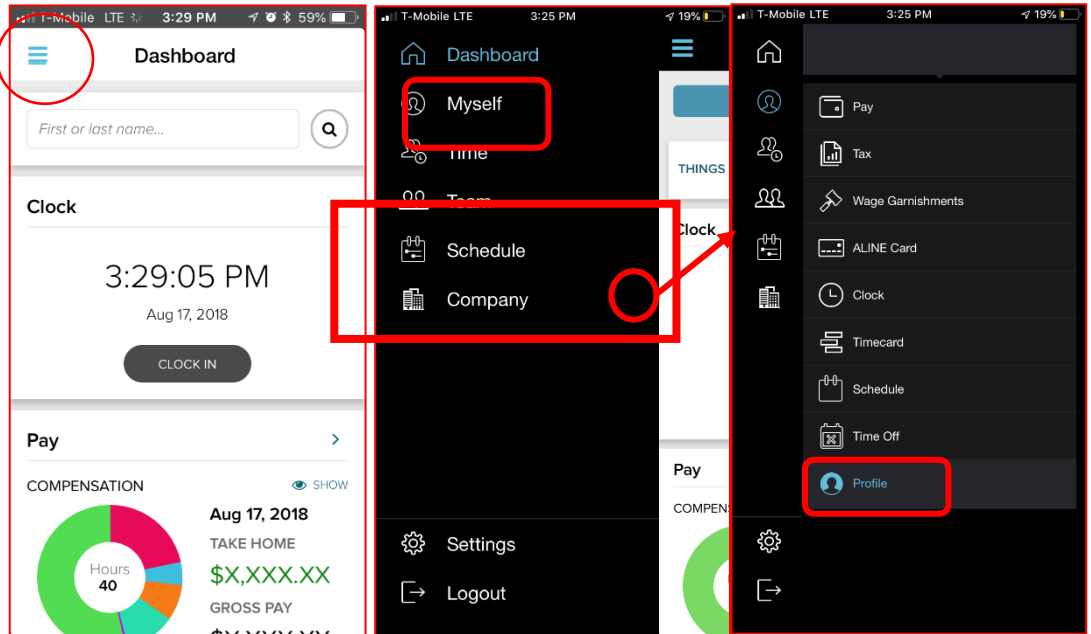 T-Mobile LTE 3:29 PM 59%
Dashboard
First or last name...
Clock
3:29:05 PM
Aug 17, 2018
CLOCK IN
Pay
COMPENSATION
SHOW
Hours
40
Aug 17, 2018
TAKE HOME
$X,XXX.XX
GROSS PAY
$X,XXX.XX
T-Mobile LTE 3:25 PM 19%
Dashboard
Myself
Time
Team
Schedule
Company
Settings
Logout
THINGS
Clock
Pay
COMPEN
T-Mobile LTE 3:25 PM 19%
Pay
Tax
Wage Garnishments
ALINE Card
Clock
Timecard
Schedule
Time Off
Profile